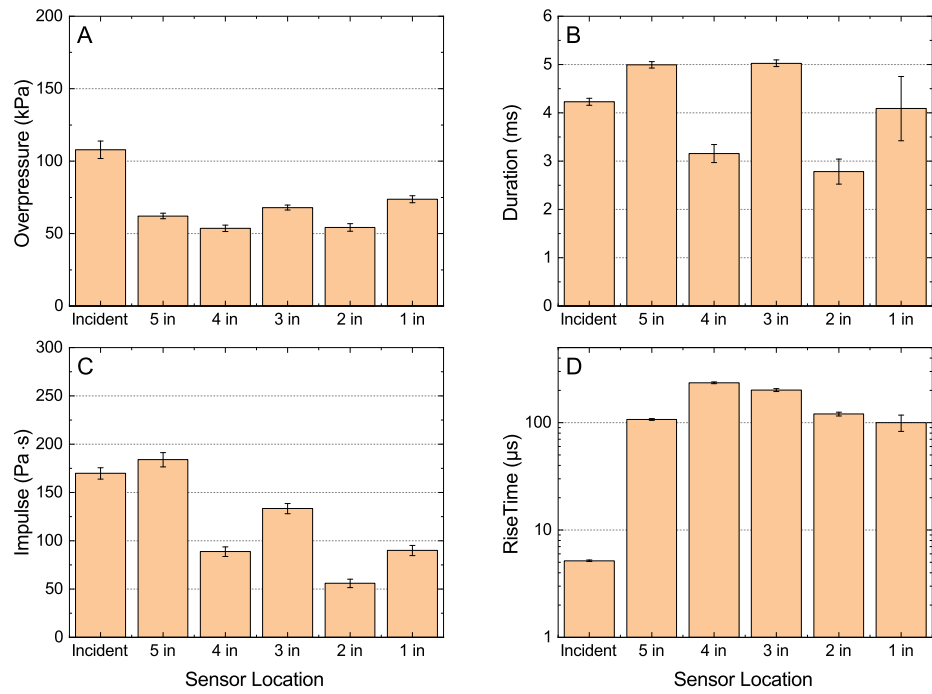 A
Overpressure (kPa)
200
150
100
50
0
Incident 5 in 4 in 3 in 2 in 1 in
B
Duration (ms)
6
5
4
3
2
1
0
Incident 5 in 4 in 3 in 2 in 1 in
C
Impulse (Pa·s)
300
250
200
150
100
50
0
Incident 5 in 4 in 3 in 2 in 1 in
Sensor Location
D
RiseTime (μs)
100
10
1
Incident 5 in 4 in 3 in 2 in 1 in
Sensor Location